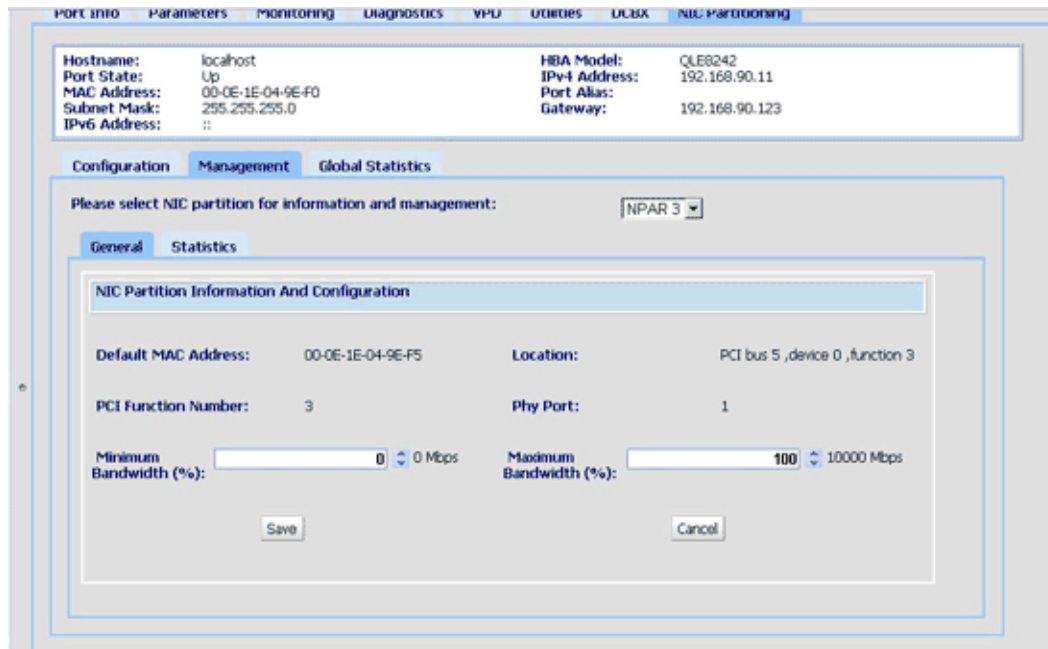 Port Info Parameters Monitoring Diagnostics VPD Utilities DCBX NIC Partitioning
Hostname: localhost HBA Model: QLE8242
Port State: Up IPv4 Address: 192.168.90.11
MAC Address: 00-0E-1E-04-9E-F0 Port Alias:
Subnet Mask: 255.255.255.0 Gateway: 192.168.90.123
IPv6 Address: ::
Configuration Management Global Statistics
Please select NIC partition for information and management: NPAR 3
General Statistics
NIC Partition Information And Configuration
Default MAC Address: 00-0E-1E-04-9E-F5 Location: PCI bus 5 ,device 0 ,function 3
PCI Function Number: 3 Phy Port: 1
Minimum Bandwidth (%): 0 0 Mbps Maximum Bandwidth (%): 100 10000 Mbps
Save Cancel